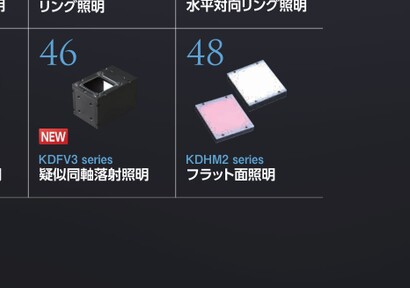 リング照明
水平対向リング照明
46
48
NEW
KDFV3 series
疑似同軸落射照明
KDHM2 series
フラット面照明